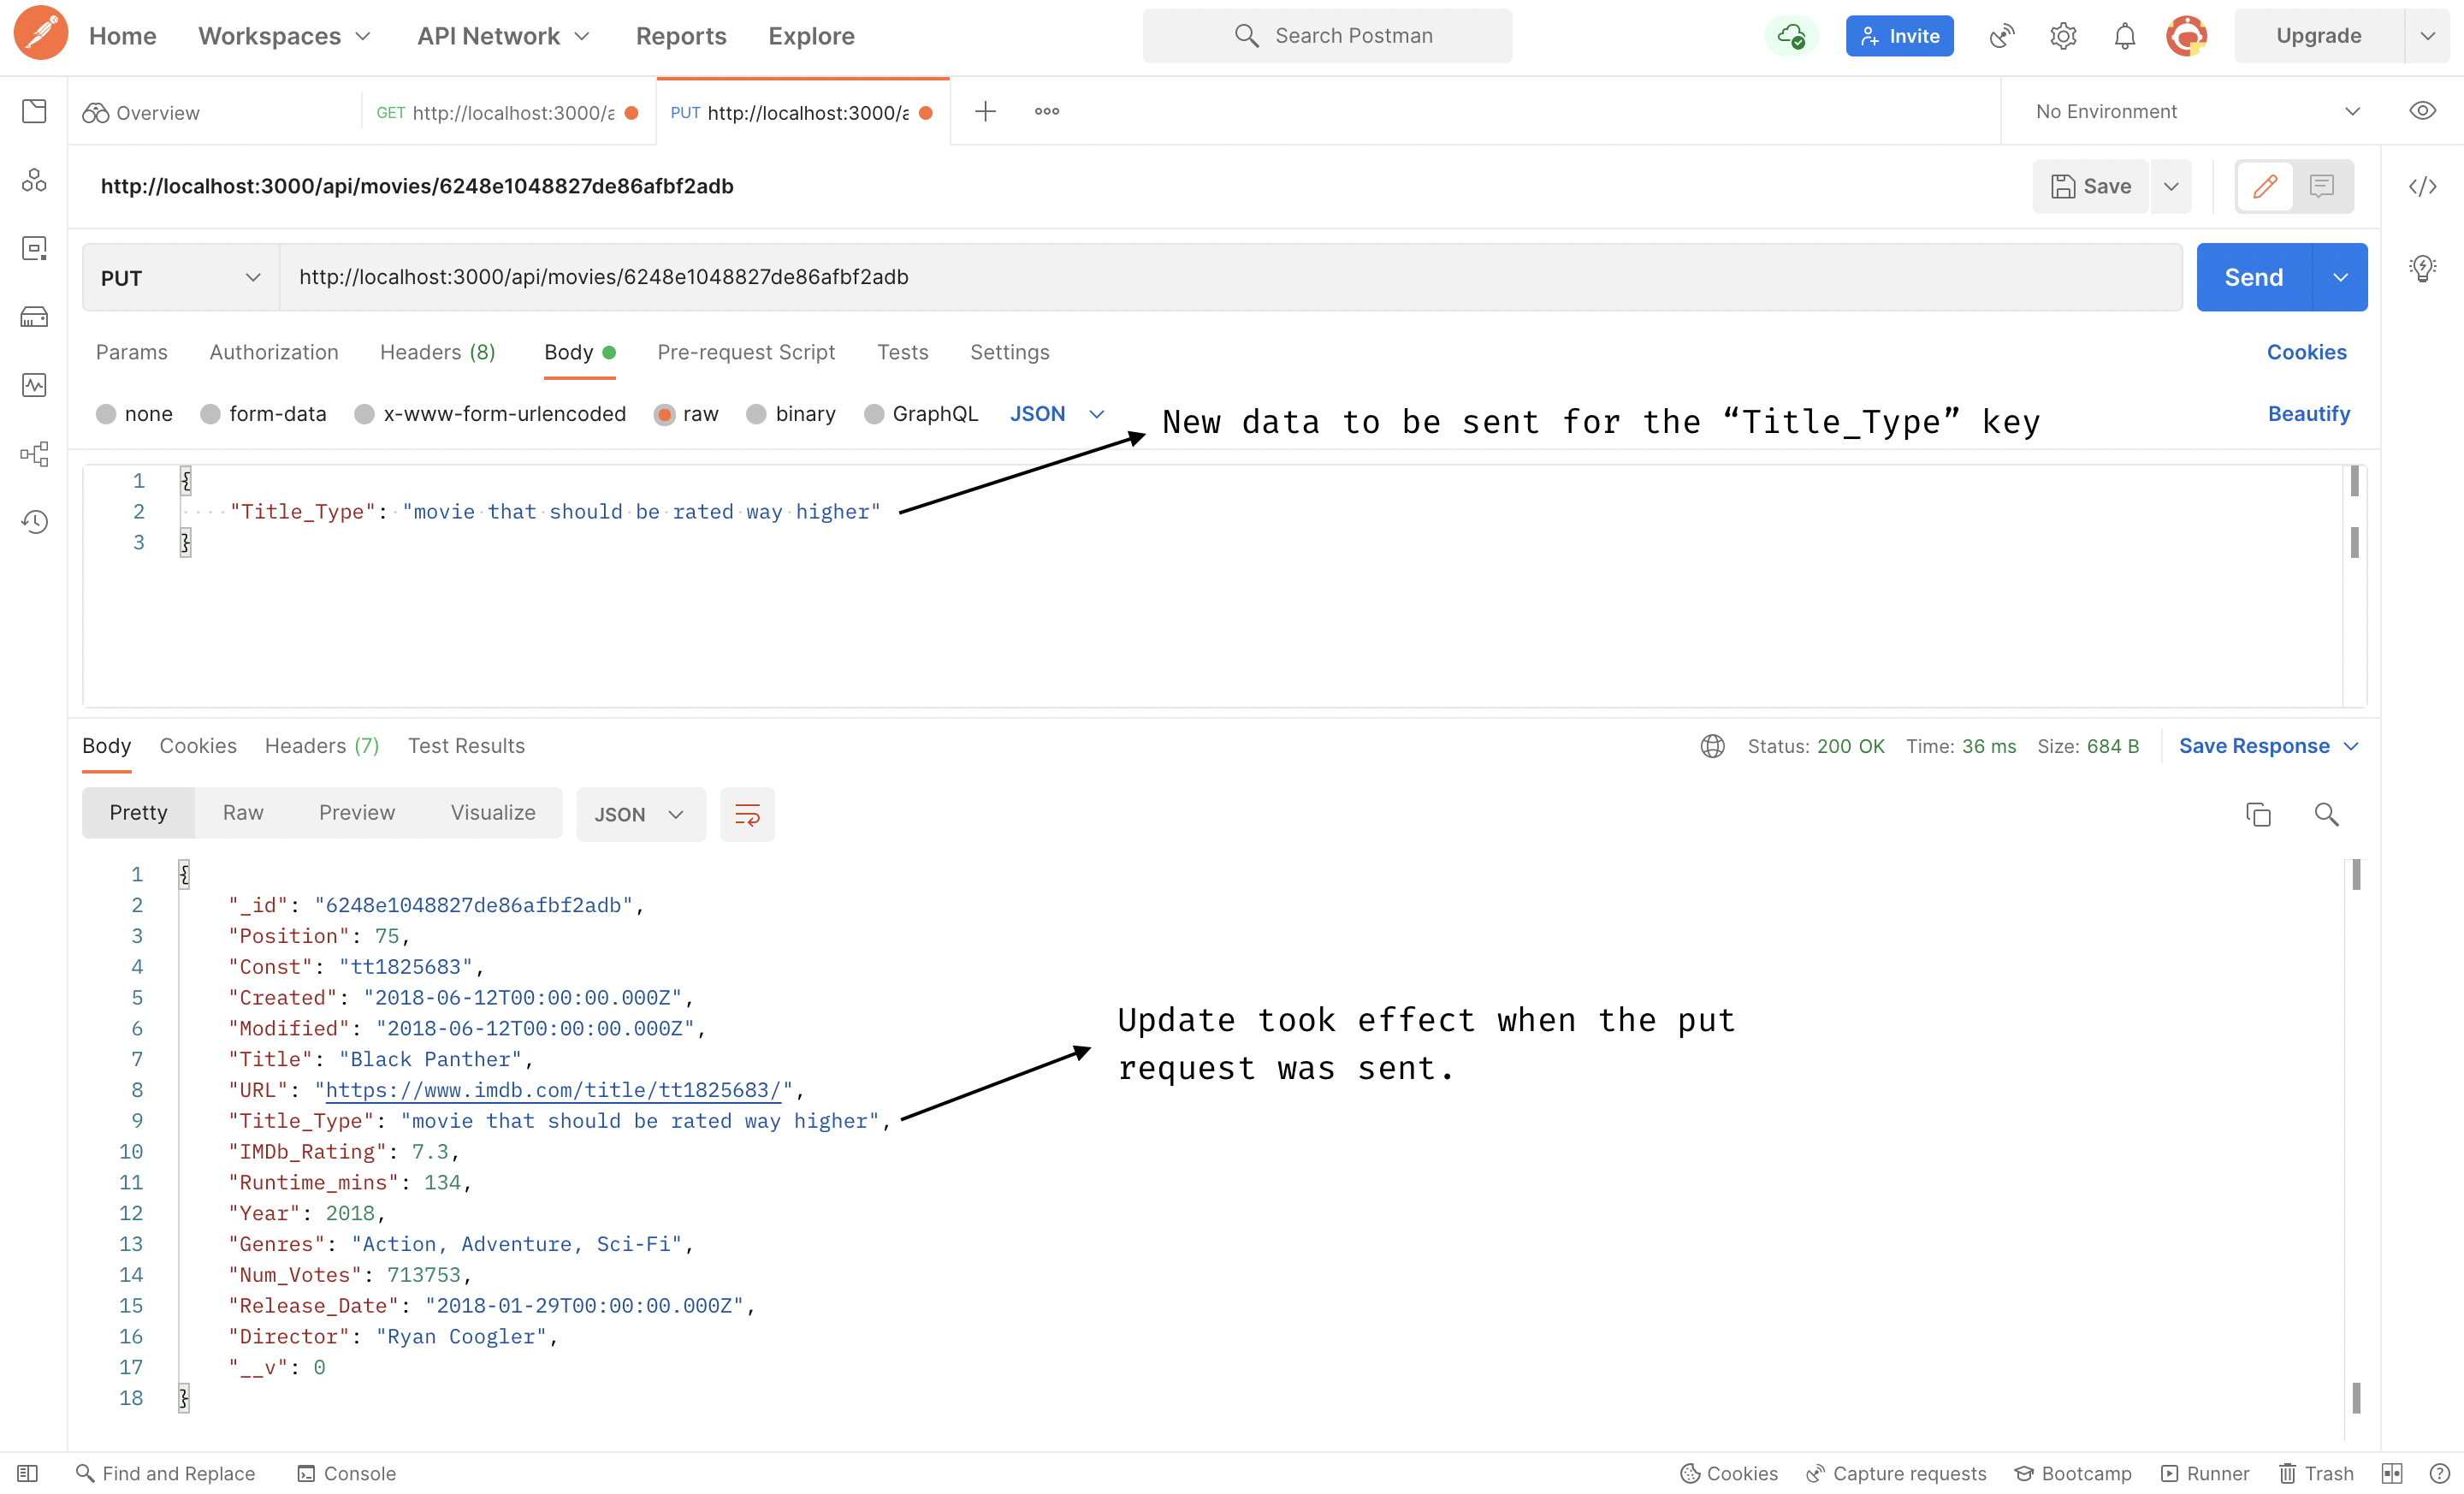 Home Workspaces API Network Reports Explore Search Postman Invite Upgrade
Overview GET http://localhost:3000/a PUT http://localhost:3000/a No Environment
http://localhost:3000/api/movies/6248e1048827de86afbf2adb Save
PUT http://localhost:3000/api/movies/6248e1048827de86afbf2adb Send
Params Authorization Headers (8) Body Pre-request Script Tests Settings Cookies
none form-data x-www-form-urlencoded raw binary GraphQL JSON Beautify
New data to be sent for the “Title_Type” key
1 {
2 "Title_Type": "movie that should be rated way higher"
3 }
Body Cookies Headers (7) Test Results Status: 200 OK Time: 36 ms Size: 684 B Save Response
Pretty Raw Preview Visualize JSON
1 {
2 "_id": "6248e1048827de86afbf2adb",
3 "Position": 75,
4 "Const": "tt1825683",
5 "Created": "2018-06-12T00:00:00.000Z",
6 "Modified": "2018-06-12T00:00:00.000Z",
7 "Title": "Black Panther",
8 "URL": "https://www.imdb.com/title/tt1825683/",
9 "Title_Type": "movie that should be rated way higher",
10 "IMDb_Rating": 7.3,
11 "Runtime_mins": 134,
12 "Year": 2018,
13 "Genres": "Action, Adventure, Sci-Fi",
14 "Num_Votes": 713753,
15 "Release_Date": "2018-01-29T00:00:00.000Z",
16 "Director": "Ryan Coogler",
17 "__v": 0
18 }
Update took effect when the put
request was sent.
Find and Replace Console Cookies Capture requests Bootcamp Runner Trash